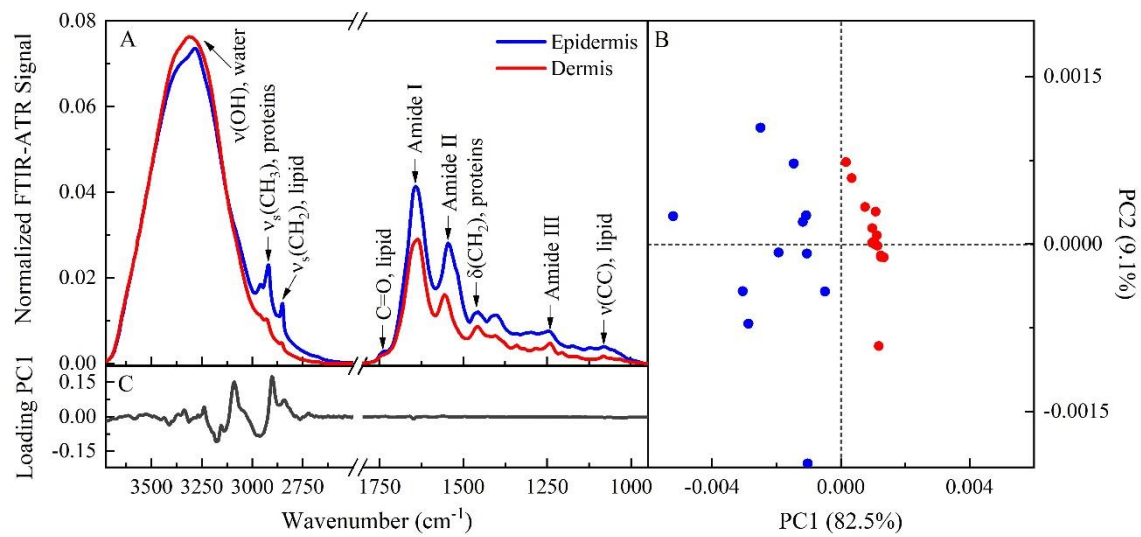 A
Epidermis
Dermis
ν(OH), water
νs(CH3), proteins
νs(CH2), lipid
C=O, lipid
Amide I
Amide II
δ(CH2), proteins
Amide III
ν(CC), lipid
Normalized FTIR-ATR Signal
0.08
0.06
0.04
0.02
0.00
C
Loading PC1
0.15
0.00
-0.15
3500 3250 3000 2750 1750 1500 1250 1000
Wavenumber (cm-1)
B
PC2 (9.1%)
0.0015
0.0000
-0.0015
-0.004 0.000 0.004
PC1 (82.5%)